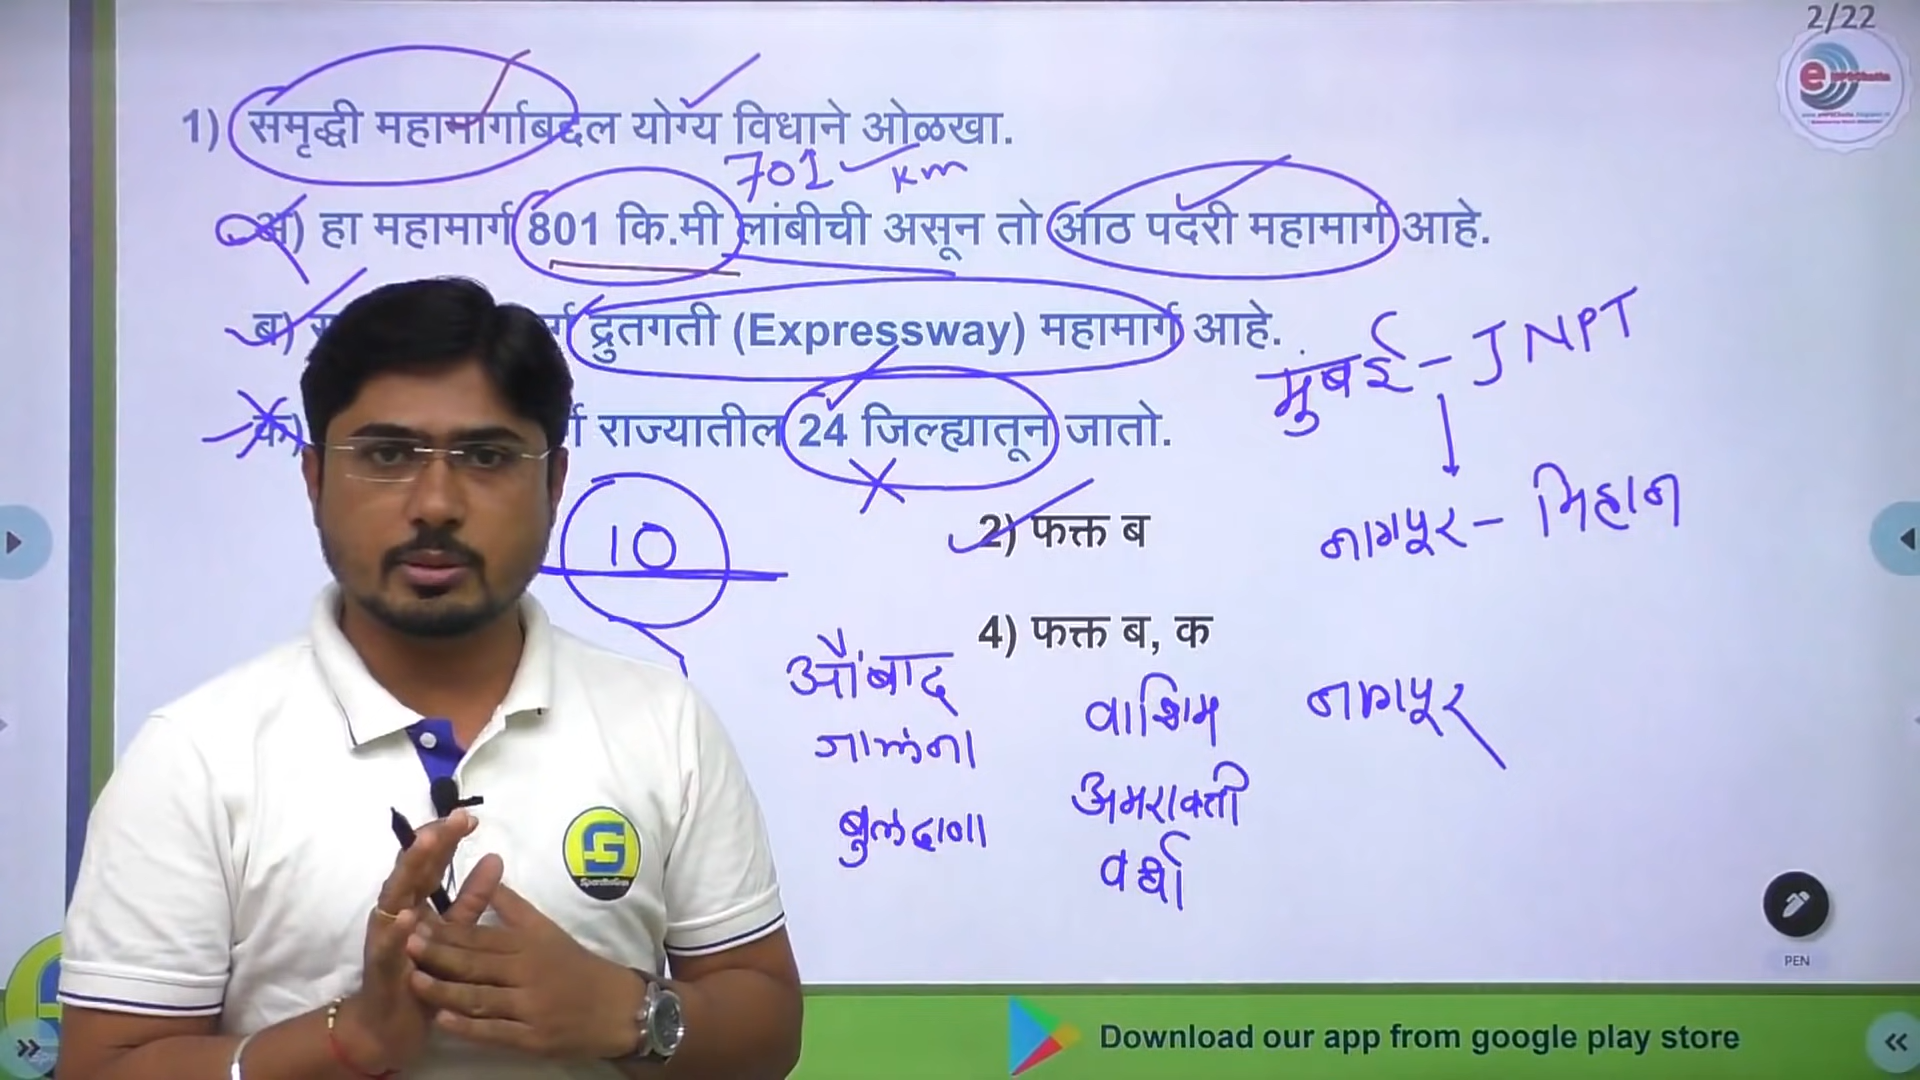 2/22
1) समृद्धी महामार्गाबद्दल योग्य विधाने ओळखा.
701 km
अ) हा महामार्ग 801 कि.मी लांबीची असून तो आठ पदरी महामार्ग आहे.
ब) द्रुतगती (Expressway) महामार्ग आहे.
मुंबई - JNPT
क) राज्यातील 24 जिल्ह्यातून जातो.
नागपूर - मिहान
10
2) फक्त ब
4) फक्त ब, क
औबाद
वाशिम
नागपूर
जालना
अमरावती
बुलढाणा
वर्धा
PEN
Download our app from google play store